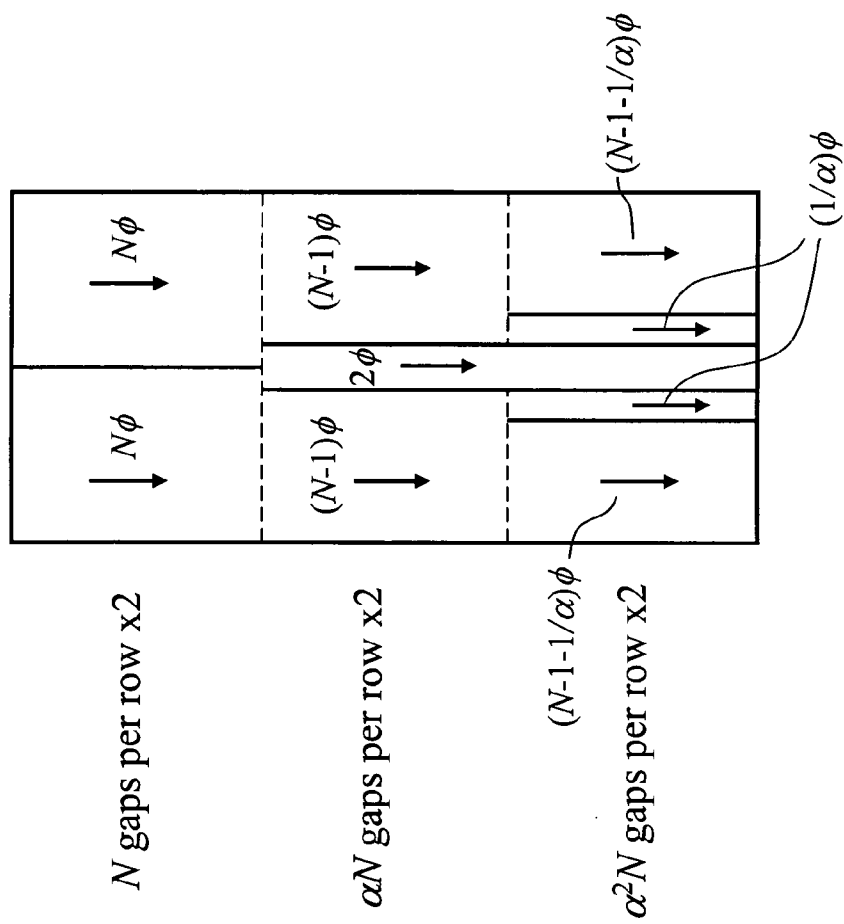 N gaps per row x2
Nϕ
Nϕ
αN gaps per row x2
(N-1)ϕ
2ϕ
(N-1)ϕ
α²N gaps per row x2
(N-1-1/α)ϕ
(N-1-1/α)ϕ
(1/α)ϕ